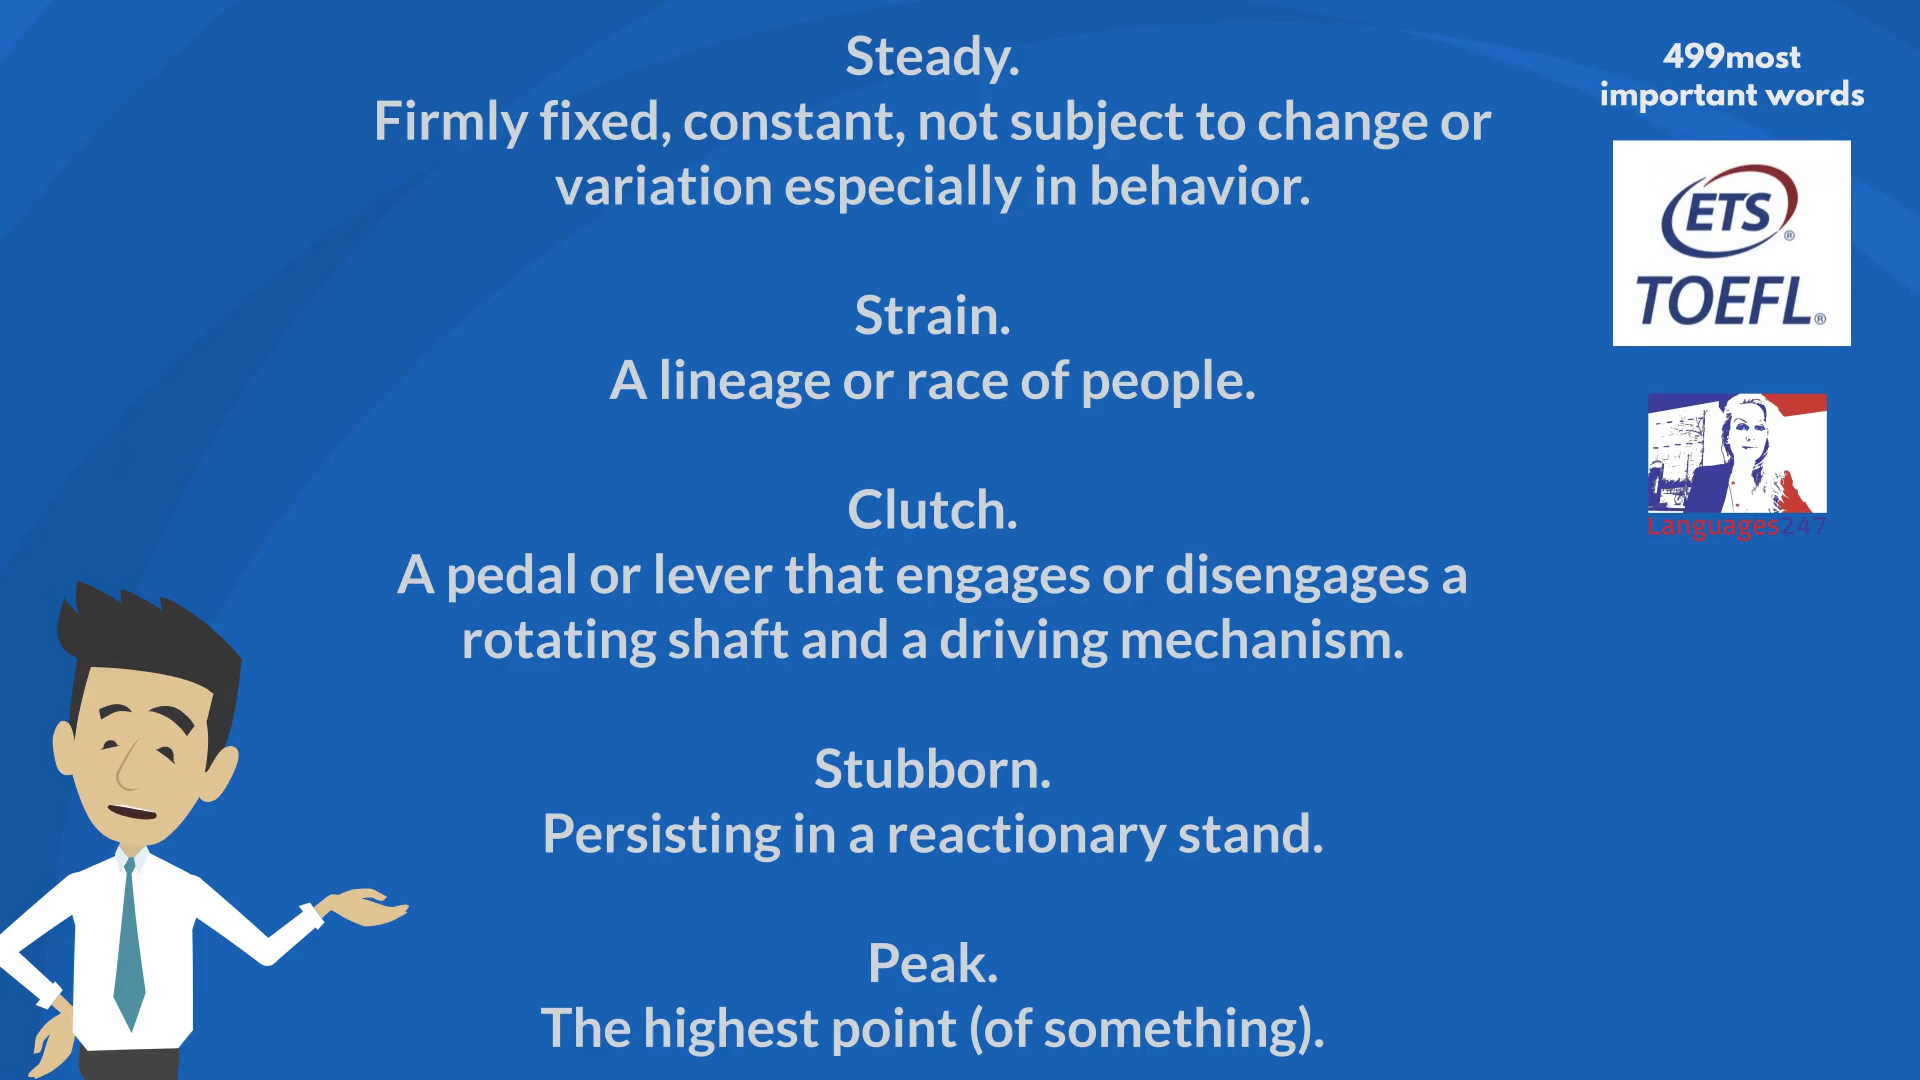 Steady.
Firmly fixed, constant, not subject to change or
variation especially in behavior.
Strain.
A lineage or race of people.
Clutch.
A pedal or lever that engages or disengages a
rotating shaft and a driving mechanism.
Stubborn.
Persisting in a reactionary stand.
Peak.
The highest point (of something).
499most
important words
ETS®
TOEFL®
Languages247